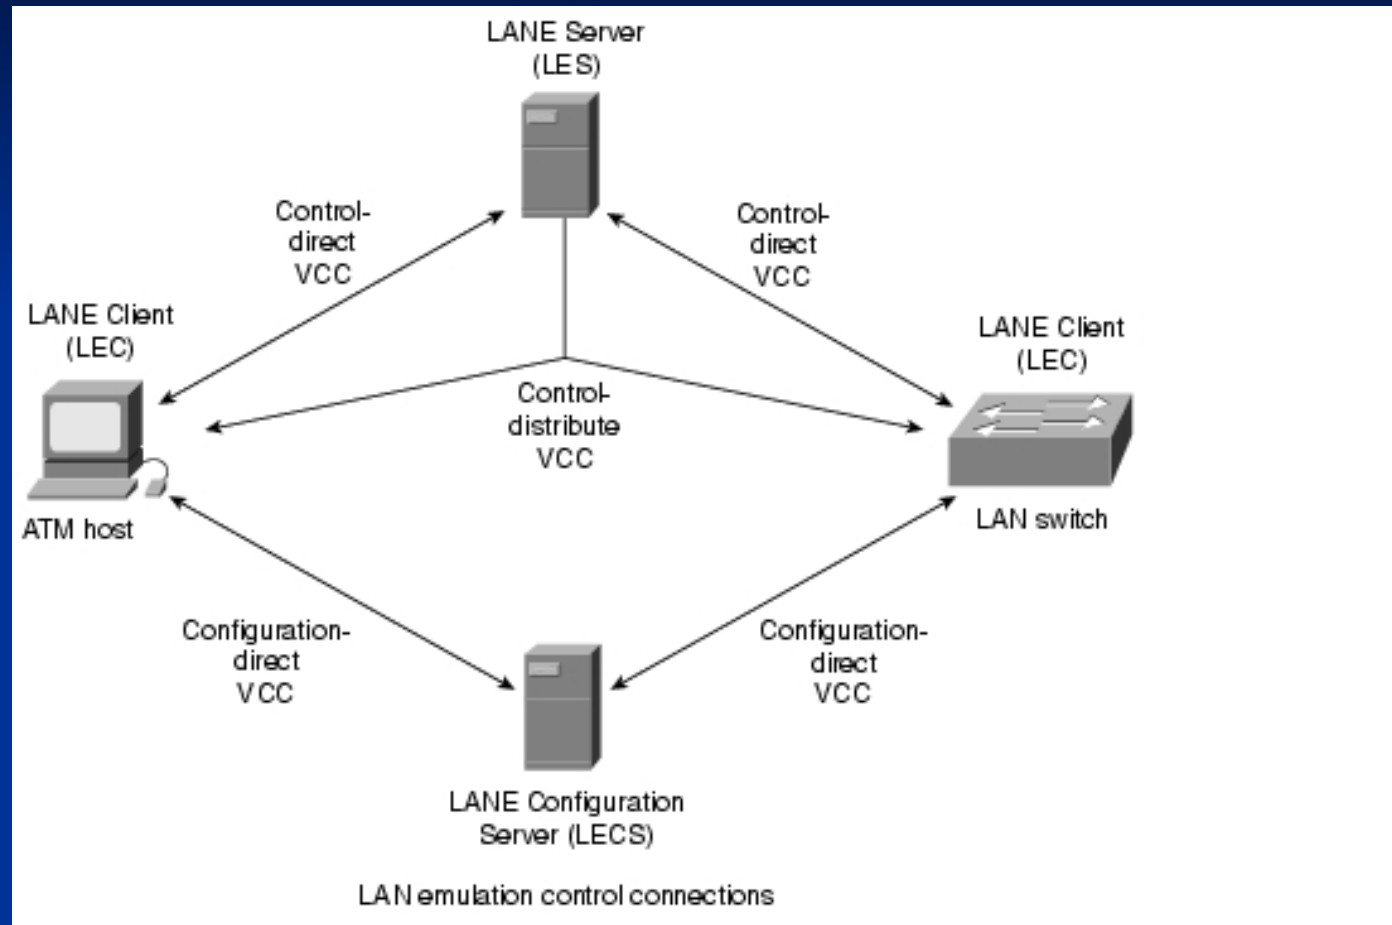 LANE Server
(LES)
Control-
direct
VCC
Control-
direct
VCC
LANE Client
(LEC)
LANE Client
(LEC)
Control-
distribute
VCC
ATM host
LAN switch
Configuration-
direct
VCC
Configuration-
direct
VCC
LANE Configuration
Server (LECS)
LAN emulation control connections